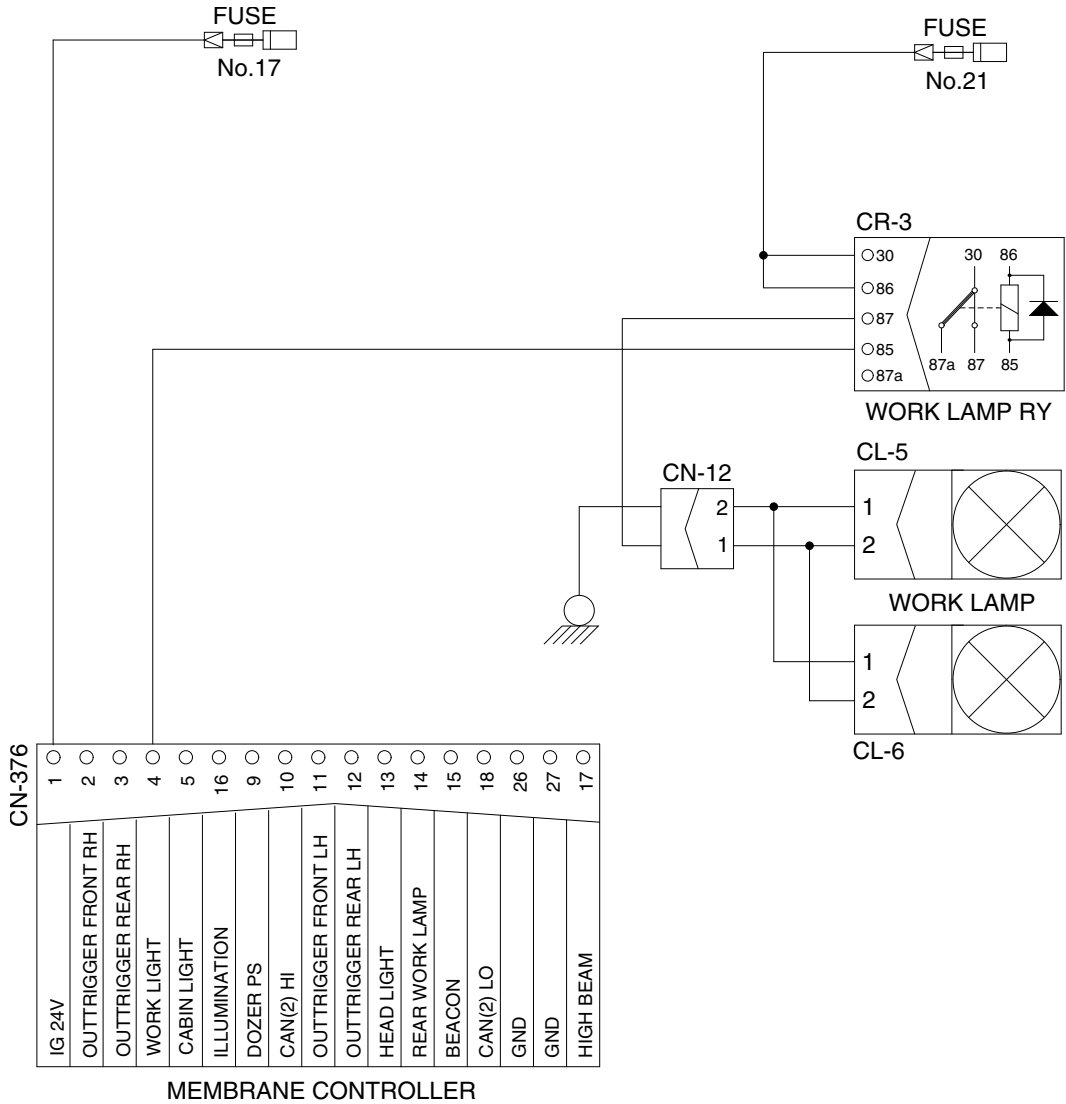 FUSE
No.17
FUSE
No.21
CR-3
30
86
87
85
87a
30 86
87a 87 85
WORK LAMP RY
CN-12
2
1
CL-5
1
2
WORK LAMP
1
2
CL-6
CN-376
1 2 3 4 5 16 9 10 11 12 13 14 15 18 26 27 17
IG 24V
OUTTRIGGER FRONT RH
OUTTRIGGER REAR RH
WORK LIGHT
CABIN LIGHT
ILLUMINATION
DOZER PS
CAN(2) HI
OUTTRIGGER FRONT LH
OUTTRIGGER REAR LH
HEAD LIGHT
REAR WORK LAMP
BEACON
CAN(2) LO
GND
GND
HIGH BEAM
MEMBRANE CONTROLLER